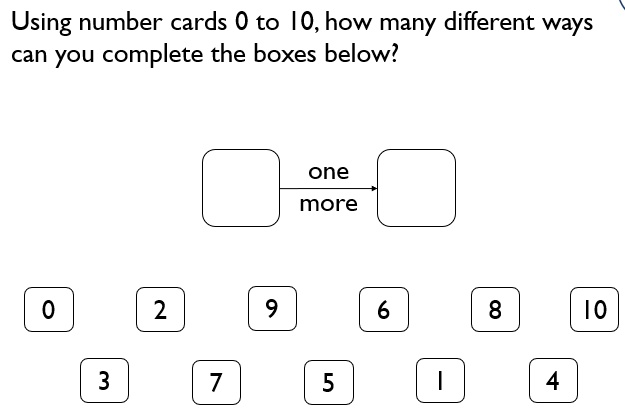 Using number cards 0 to 10, how many different ways
can you complete the boxes below?
one
more
0
2
9
6
8
10
3
7
5
1
4